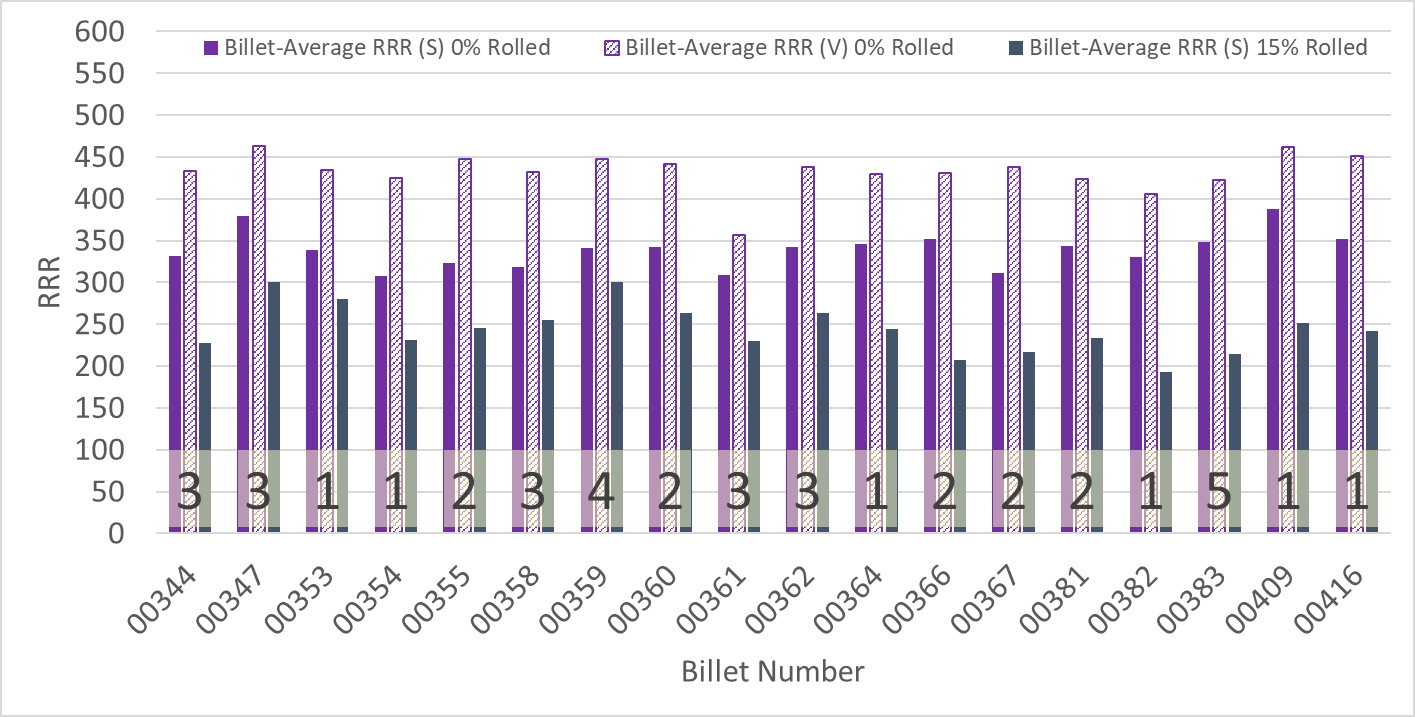 600
Billet-Average RRR (S) 0% Rolled Billet-Average RRR (V) 0% Rolled Billet-Average RRR (S) 15% Rolled
550
500
450
400
350
300
250
200
150
100
50
0
RRR
3 3 1 1 2 3 4 2 3 3 1 2 2 2 1 5 1 1
00344 00347 00353 00354 00355 00358 00359 00360 00361 00362 00364 00366 00367 00381 00382 00383 00409 00416
Billet Number